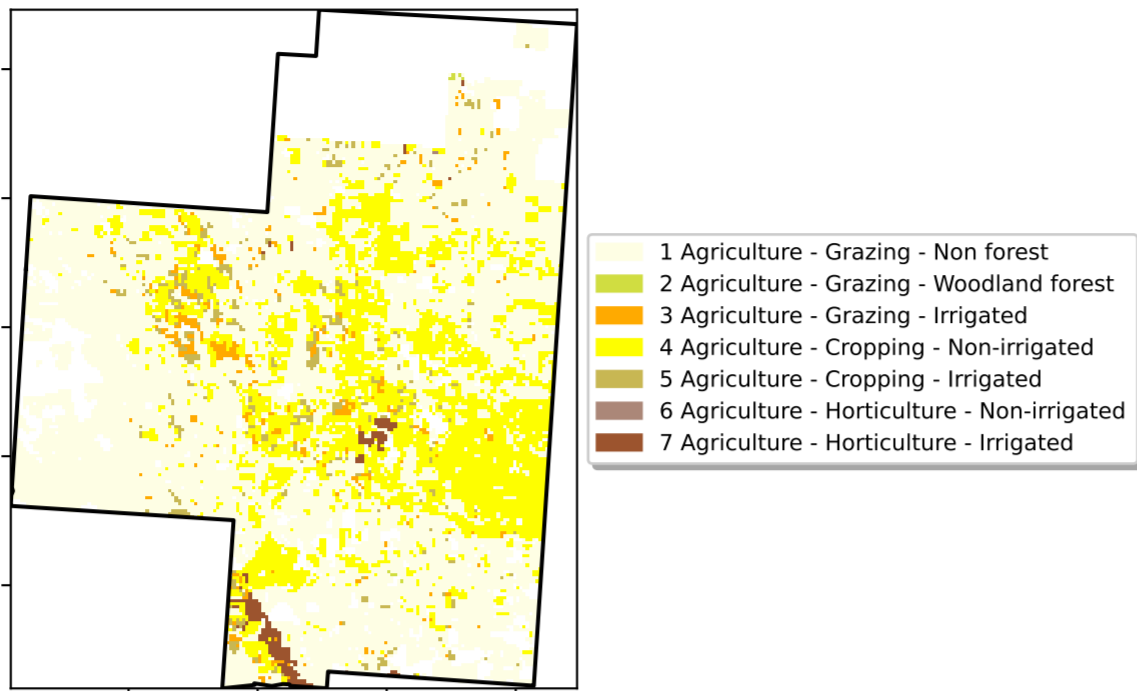 1 Agriculture - Grazing - Non forest
2 Agriculture - Grazing - Woodland forest
3 Agriculture - Grazing - Irrigated
4 Agriculture - Cropping - Non-irrigated
5 Agriculture - Cropping - Irrigated
6 Agriculture - Horticulture - Non-irrigated
7 Agriculture - Horticulture - Irrigated